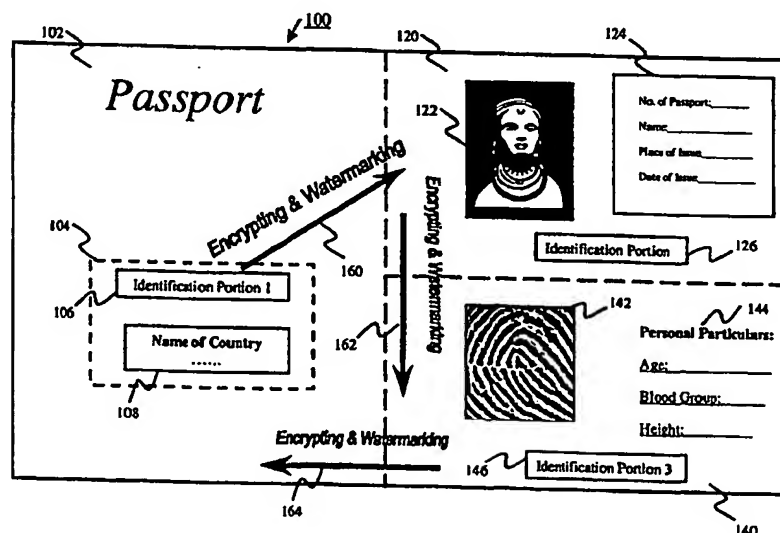 100
102
Passport
104
106
Identification Portion 1
Name of Country
......
108
Encrypting & Watermarking
160
120
122
124
No. of Passport:
Name:
Place of Issue
Date of Issue
Identification Portion
126
Encrypting & Watermarking
162
142
144
Personal Particulars:
Age:
Blood Group:
Height:
146
Identification Portion 3
140
Encrypting & Watermarking
164